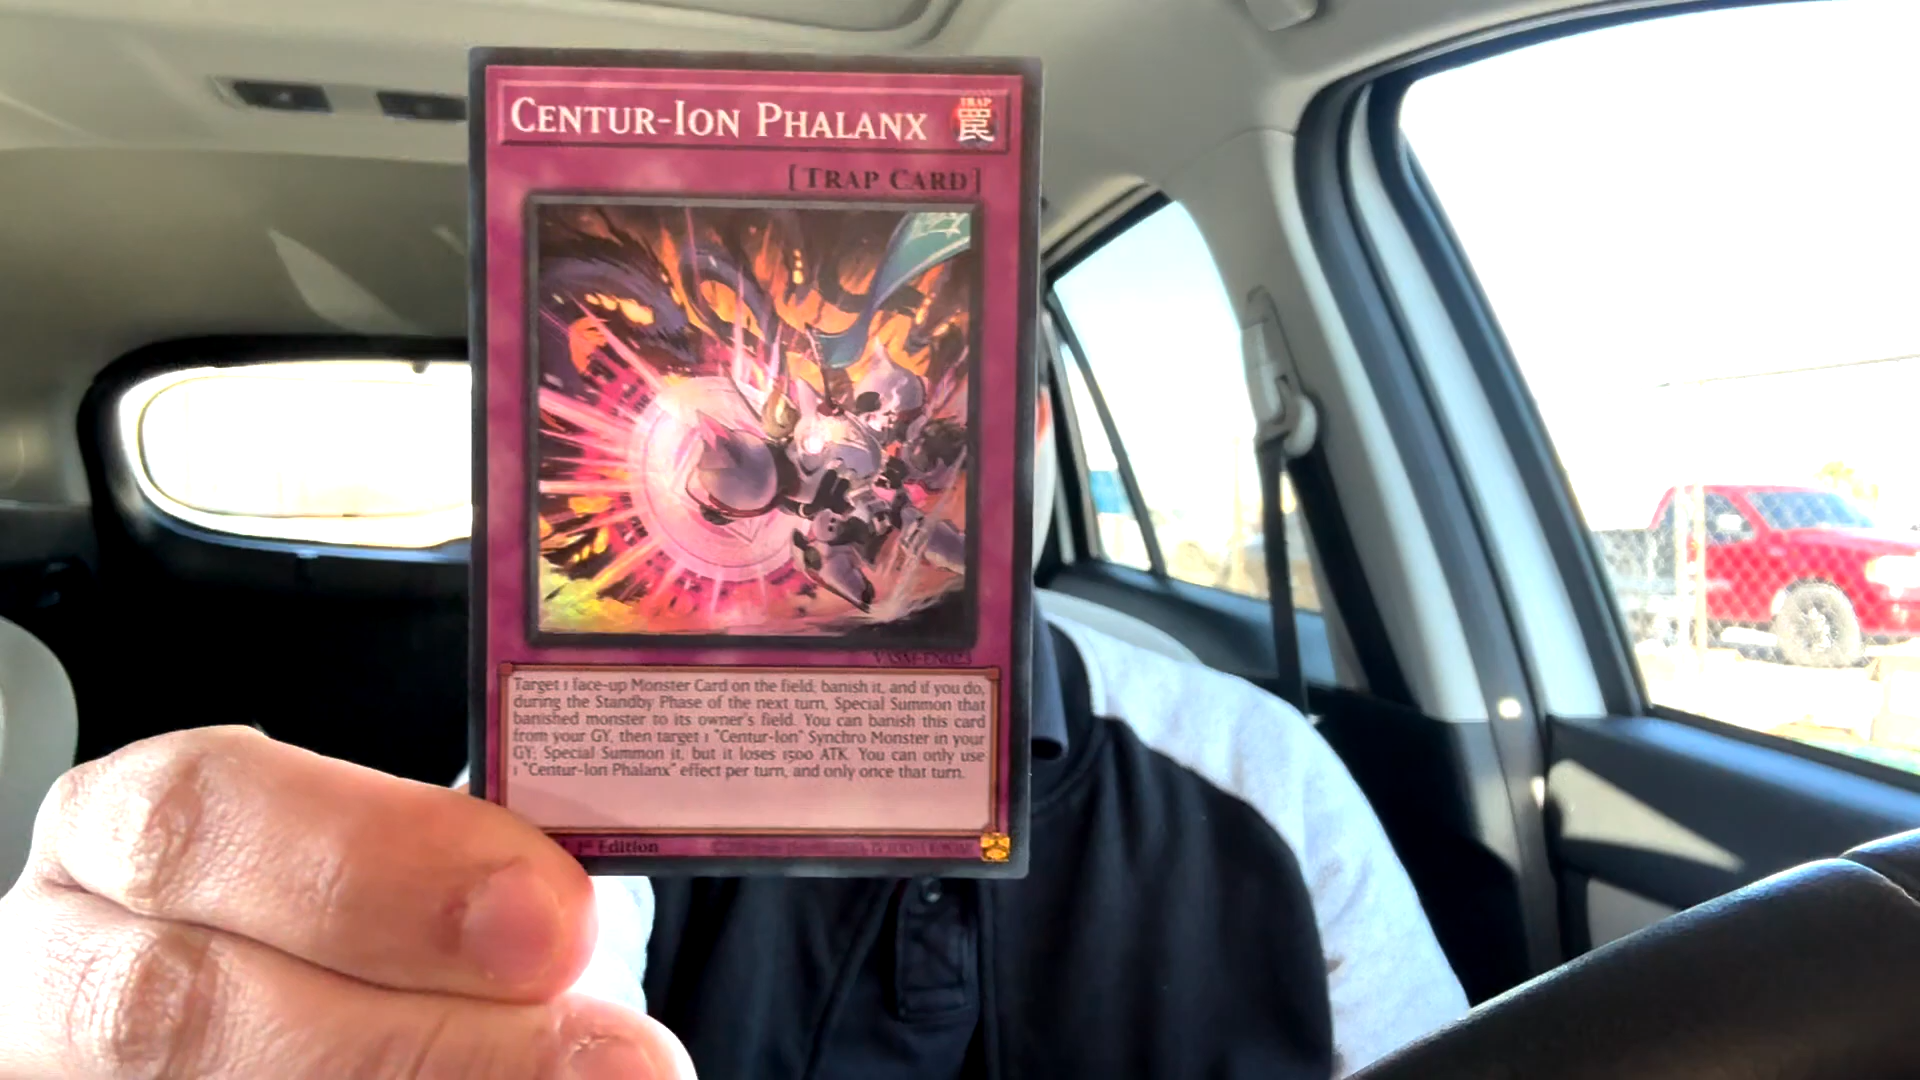 CENTUR-ION PHALANX
TRAP
罠
[TRAP CARD]
VASM-EN023
Target 1 face-up Monster Card on the field; banish it, and if you do,
during the Standby Phase of the next turn, Special Summon that
banished monster to its owner's field. You can banish this card
from your GY, then target 1 "Centur-Ion" Synchro Monster in your
GY; Special Summon it, but it loses 1500 ATK. You can only use
1 "Centur-Ion Phalanx" effect per turn, and only once that turn.
1st Edition